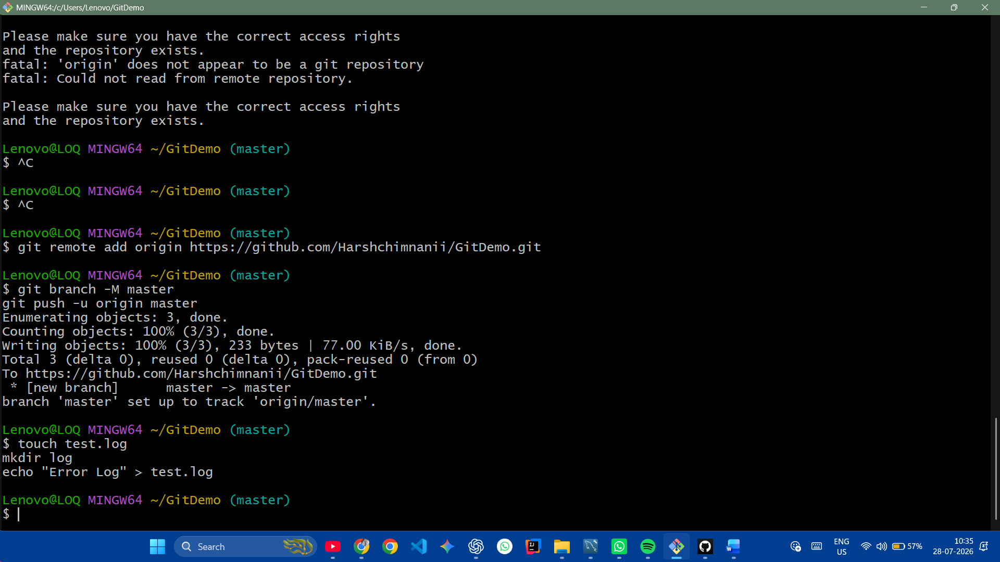 MINGW64:/c/Users/Lenovo/GitDemo
Please make sure you have the correct access rights
and the repository exists.
fatal: 'origin' does not appear to be a git repository
fatal: Could not read from remote repository.
Please make sure you have the correct access rights
and the repository exists.
Lenovo@LOQ MINGW64 ~/GitDemo (master)
$ ^C
Lenovo@LOQ MINGW64 ~/GitDemo (master)
$ ^C
Lenovo@LOQ MINGW64 ~/GitDemo (master)
$ git remote add origin https://github.com/Harshchimnanii/GitDemo.git
Lenovo@LOQ MINGW64 ~/GitDemo (master)
$ git branch -M master
git push -u origin master
Enumerating objects: 3, done.
Counting objects: 100% (3/3), done.
Writing objects: 100% (3/3), 233 bytes | 77.00 KiB/s, done.
Total 3 (delta 0), reused 0 (delta 0), pack-reused 0 (from 0)
To https://github.com/Harshchimnanii/GitDemo.git
 * [new branch]      master -> master
branch 'master' set up to track 'origin/master'.
Lenovo@LOQ MINGW64 ~/GitDemo (master)
$ touch test.log
mkdir log
echo "Error Log" > test.log
Lenovo@LOQ MINGW64 ~/GitDemo (master)
$
Search
ENG
US
57%
10:35
28-07-2026